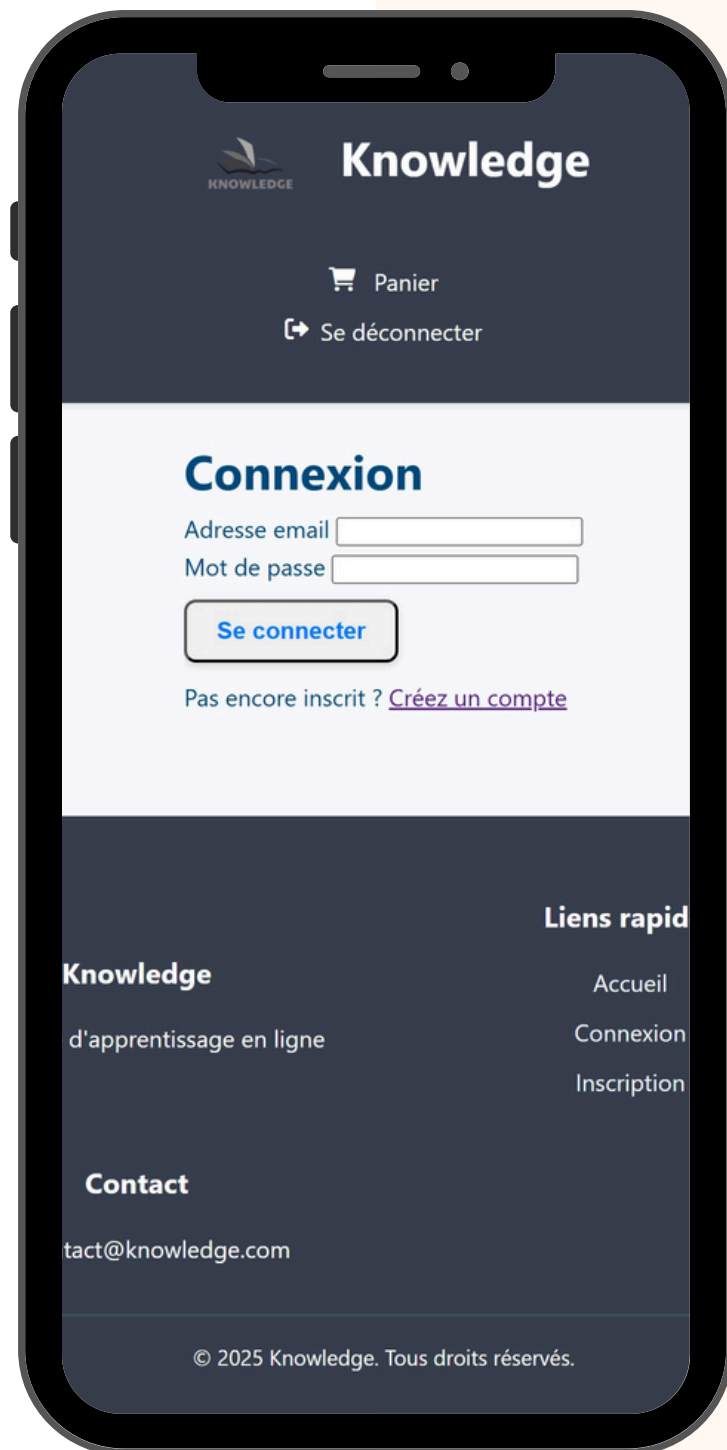 KNOWLEDGE
Knowledge
Panier
Se déconnecter
Connexion
Adresse email
Mot de passe
Se connecter
Pas encore inscrit ? Créez un compte
Knowledge
d'apprentissage en ligne
Liens rapid
Accueil
Connexion
Inscription
Contact
tact@knowledge.com
© 2025 Knowledge. Tous droits réservés.